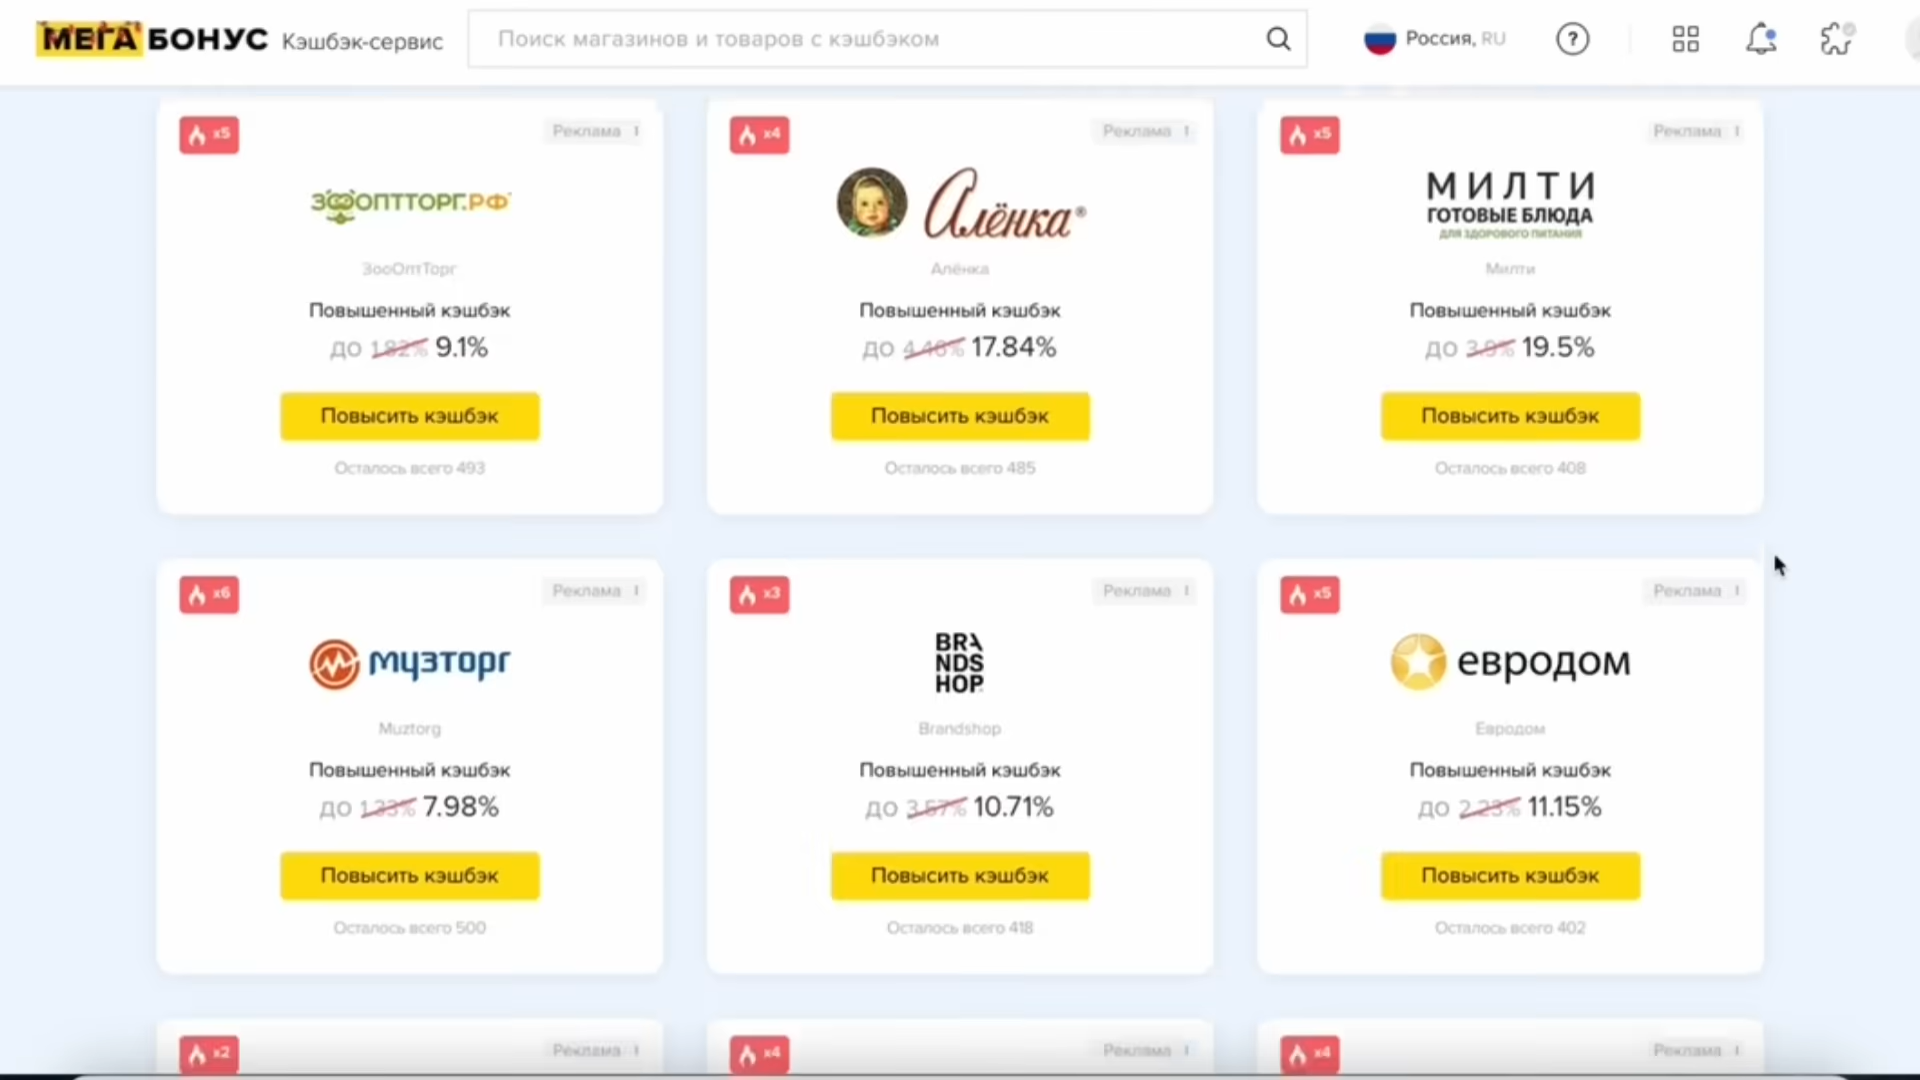 МЕГА БОНУС Кэшбэк-сервис
Поиск магазинов и товаров с кэшбэком
Россия, RU
x5
Реклама
ЗООПТТОРГ.РФ
ЗооОптТорг
Повышенный кэшбэк
до 1.82% 9.1%
Повысить кэшбэк
Осталось всего 493
x4
Реклама
Алёнка®
Алёнка
Повышенный кэшбэк
до 4.46% 17.84%
Повысить кэшбэк
Осталось всего 485
x5
Реклама
МИЛТИ
ГОТОВЫЕ БЛЮДА
ДЛЯ ЗДОРОВОГО ПИТАНИЯ
Милти
Повышенный кэшбэк
до 3.9% 19.5%
Повысить кэшбэк
Осталось всего 408
x6
Реклама
музторг
Muztorg
Повышенный кэшбэк
до 1.33% 7.98%
Повысить кэшбэк
Осталось всего 500
x3
Реклама
BRA
NDS
HOP
Brandshop
Повышенный кэшбэк
до 3.57% 10.71%
Повысить кэшбэк
Осталось всего 418
x5
Реклама
евродом
Евродом
Повышенный кэшбэк
до 2.23% 11.15%
Повысить кэшбэк
Осталось всего 402
x2
Реклама
x4
Реклама
x4
Реклама